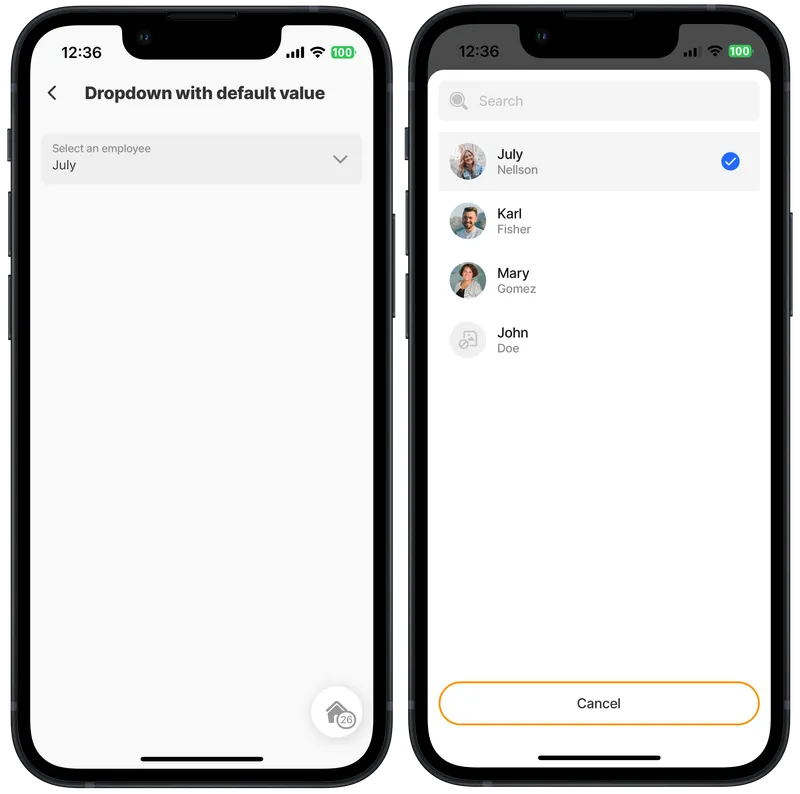 12:36
100
Dropdown with default value
Select an employee
July
26
12:36
100
Search
July
Nellson
Karl
Fisher
Mary
Gomez
John
Doe
Cancel